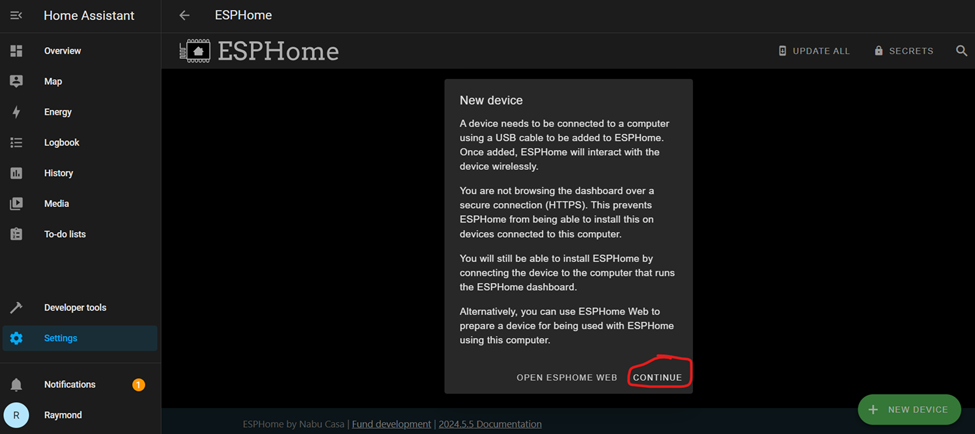 Home Assistant
Overview
Map
Energy
Logbook
History
Media
To-do lists
Developer tools
Settings
Notifications
1
R
Raymond
ESPHome
ESPHome
UPDATE ALL
SECRETS
New device
A device needs to be connected to a computer
using a USB cable to be added to ESPHome.
Once added, ESPHome will interact with the
device wirelessly.
You are not browsing the dashboard over a
secure connection (HTTPS). This prevents
ESPHome from being able to install this on
devices connected to this computer.
You will still be able to install ESPHome by
connecting the device to the computer that runs
the ESPHome dashboard.
Alternatively, you can use ESPHome Web to
prepare a device for being used with ESPHome
using this computer.
OPEN ESPHOME WEB
CONTINUE
+ NEW DEVICE
ESPHome by Nabu Casa | Fund development | 2024.5.5 Documentation